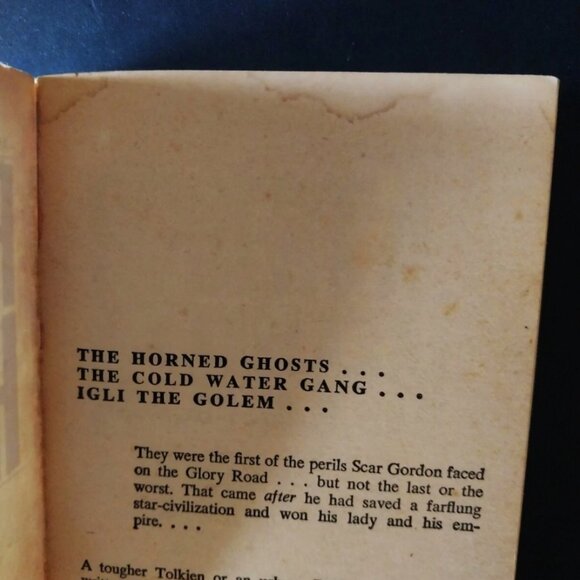 THE HORNED GHOSTS . . .
THE COLD WATER GANG . . .
IGLI THE GOLEM . . .
They were the first of the perils Scar Gordon faced
on the Glory Road . . . but not the last or the
worst. That came after he had saved a farflung
star-civilization and won his lady and his em-
pire. . . .
A tougher Tolkien or an